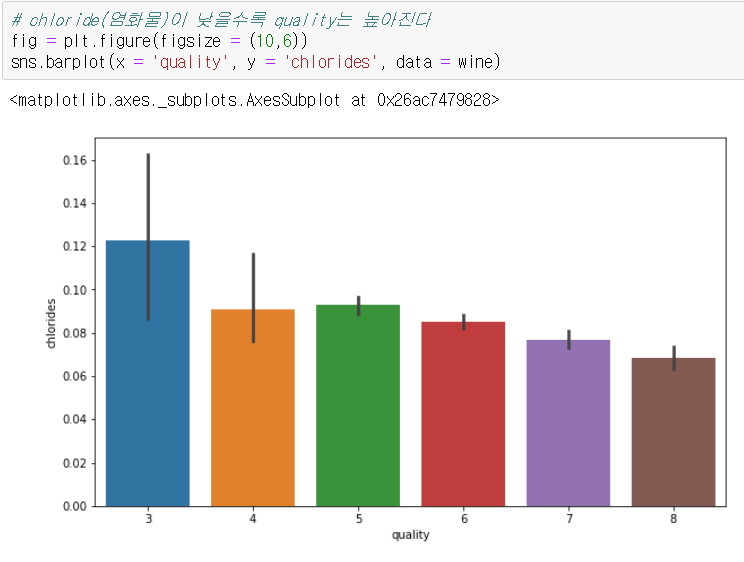 # chloride(염화물)이 낮을수록 quality는 높아진다
fig = plt.figure(figsize = (10,6))
sns.barplot(x = 'quality', y = 'chlorides', data = wine)
<matplotlib.axes._subplots.AxesSubplot at 0x26ac7479828>
0.16
0.14
0.12
0.10
0.08
0.06
0.04
0.02
0.00
chlorides
3 4 5 6 7 8
quality